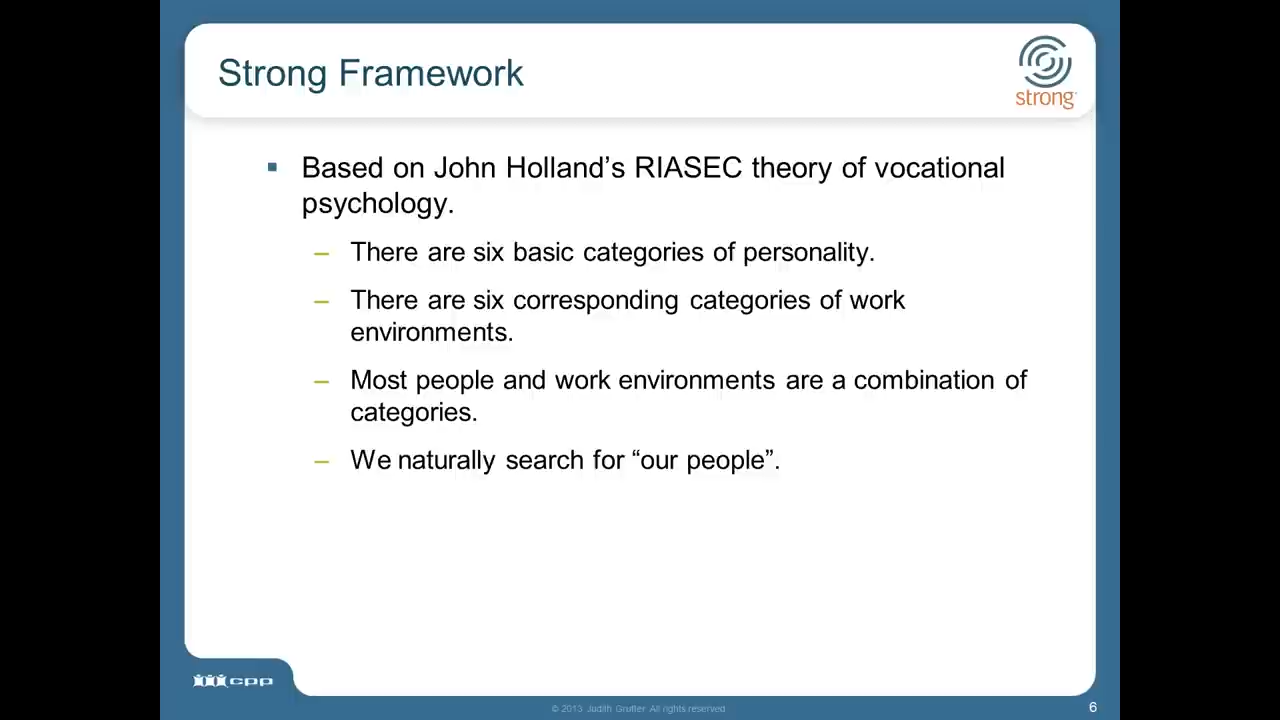 Strong Framework
strong
▪ Based on John Holland’s RIASEC theory of vocational
psychology.
– There are six basic categories of personality.
– There are six corresponding categories of work
environments.
– Most people and work environments are a combination of
categories.
– We naturally search for “our people”.
cpp
© 2013 Judith Grutter All rights reserved
6